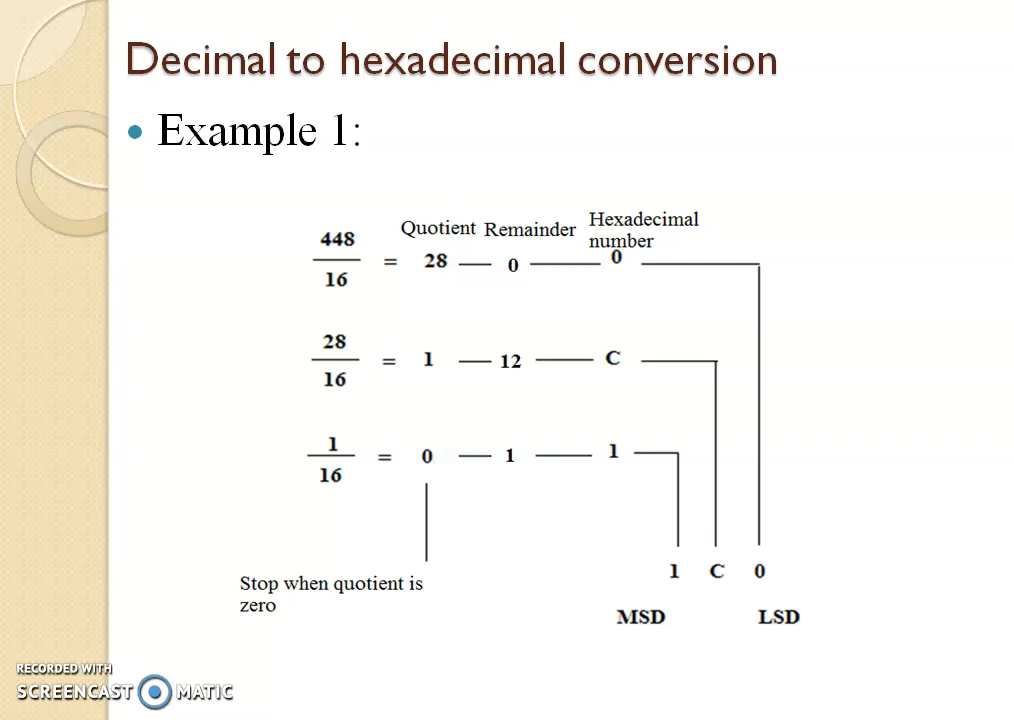 Decimal to hexadecimal conversion
Example 1:
Quotient Remainder Hexadecimal number
448
16
= 28 0 0
28
16
= 1 12 C
1
16
= 0 1 1
Stop when quotient is
zero
1 C 0
MSD LSD
RECORDED WITH
SCREENCAST MATIC